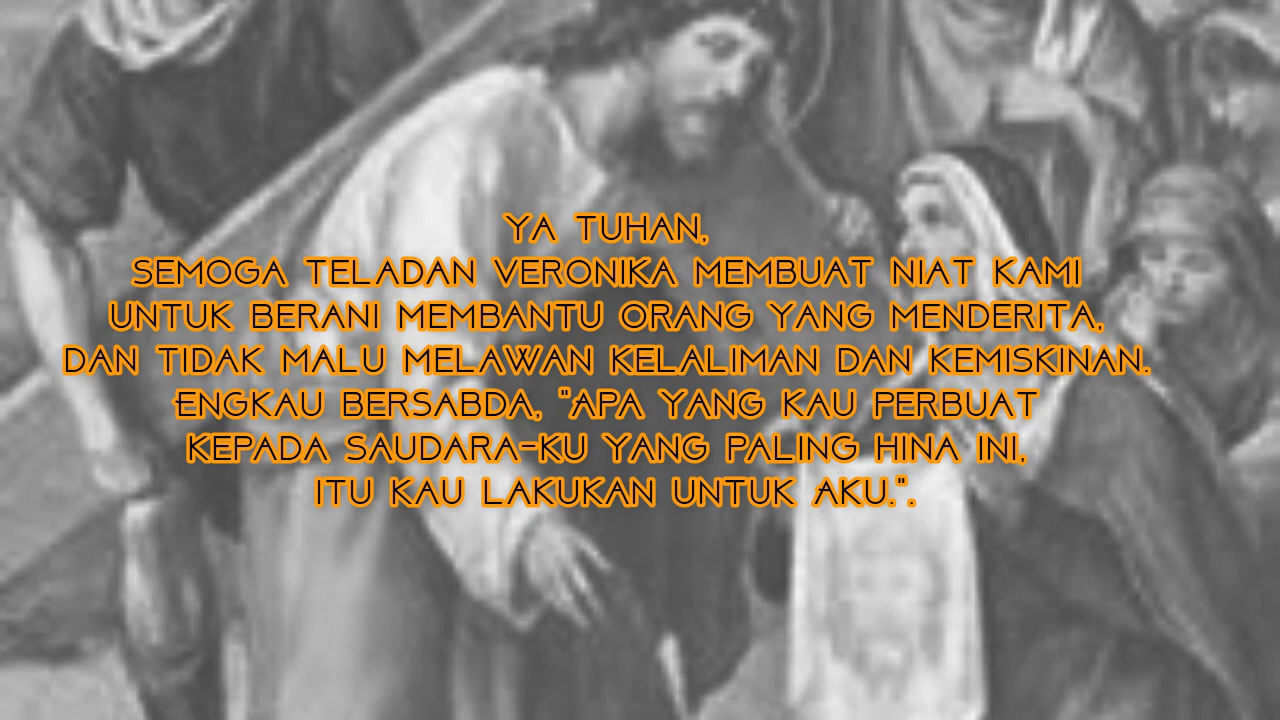 YA TUHAN,
SEMOGA TELADAN VERONIKA MEMBUAT NIAT KAMI
UNTUK BERANI MEMBANTU ORANG YANG MENDERITA,
DAN TIDAK MALU MELAWAN KELALIMAN DAN KEMISKINAN.
ENGKAU BERSABDA, "APA YANG KAU PERBUAT
KEPADA SAUDARA-KU YANG PALING HINA INI,
ITU KAU LAKUKAN UNTUK AKU.".